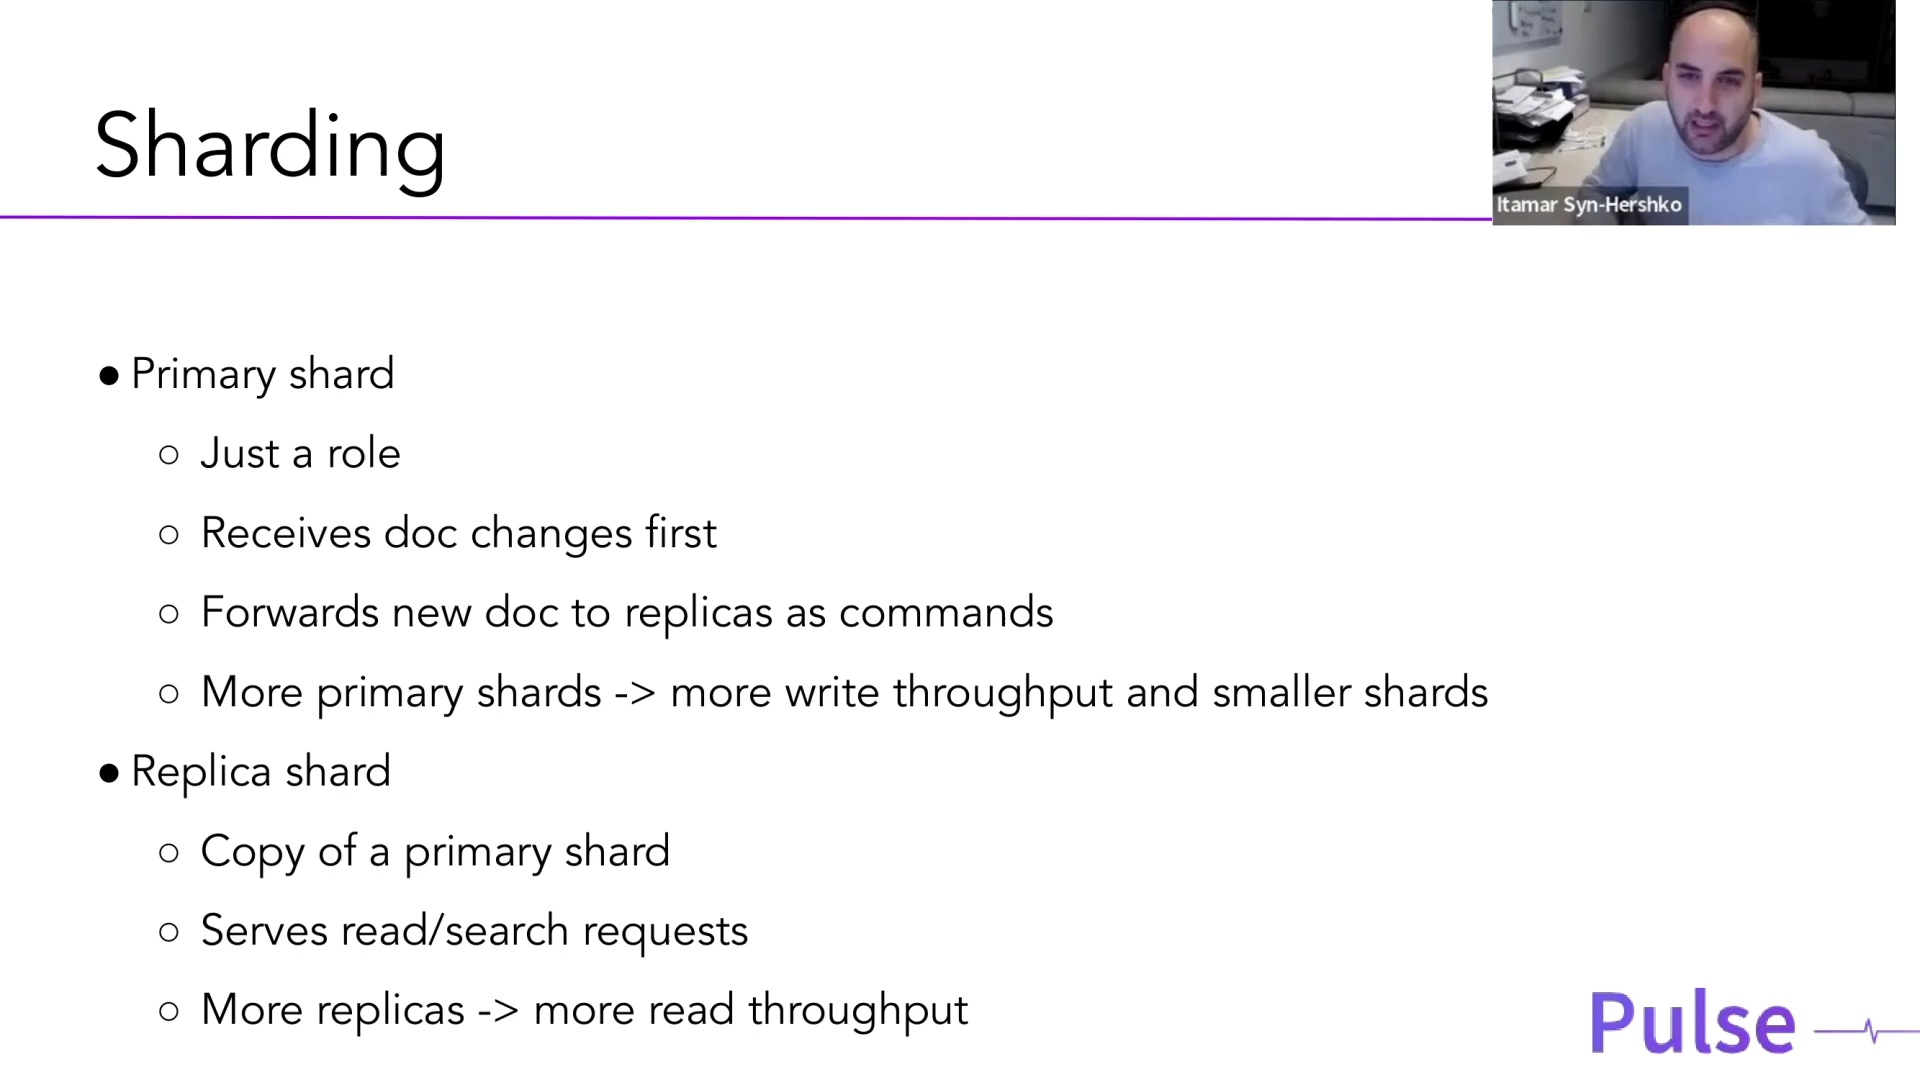 Sharding
Itamar Syn-Hershko
● Primary shard
○ Just a role
○ Receives doc changes first
○ Forwards new doc to replicas as commands
○ More primary shards -> more write throughput and smaller shards
● Replica shard
○ Copy of a primary shard
○ Serves read/search requests
○ More replicas -> more read throughput
Pulse